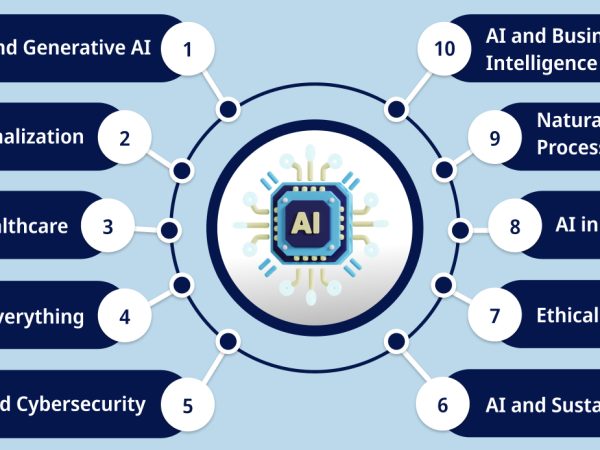 nd Generative AI
1
nalization
2
lthcare
3
verything
4
d Cybersecurity
5
AI
10
AI and Busin
Intelligence
9
Natura
Process
8
AI in
7
Ethical
6
AI and Susta